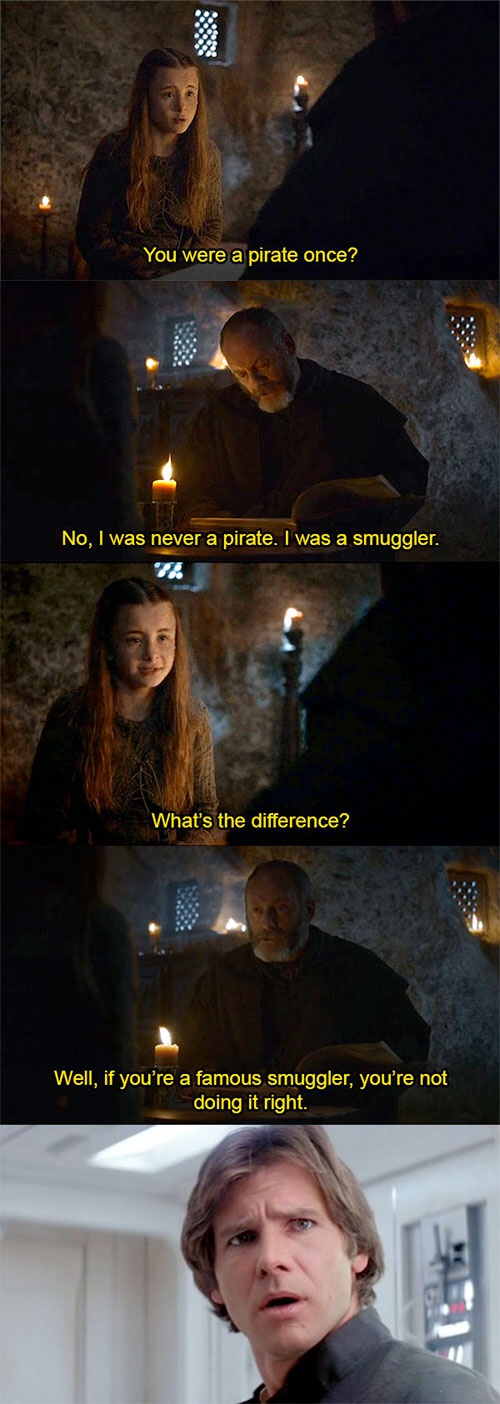 You were a pirate once?
No, I was never a pirate. I was a smuggler.
What's the difference?
Well, if you're a famous smuggler, you're not
doing it right.